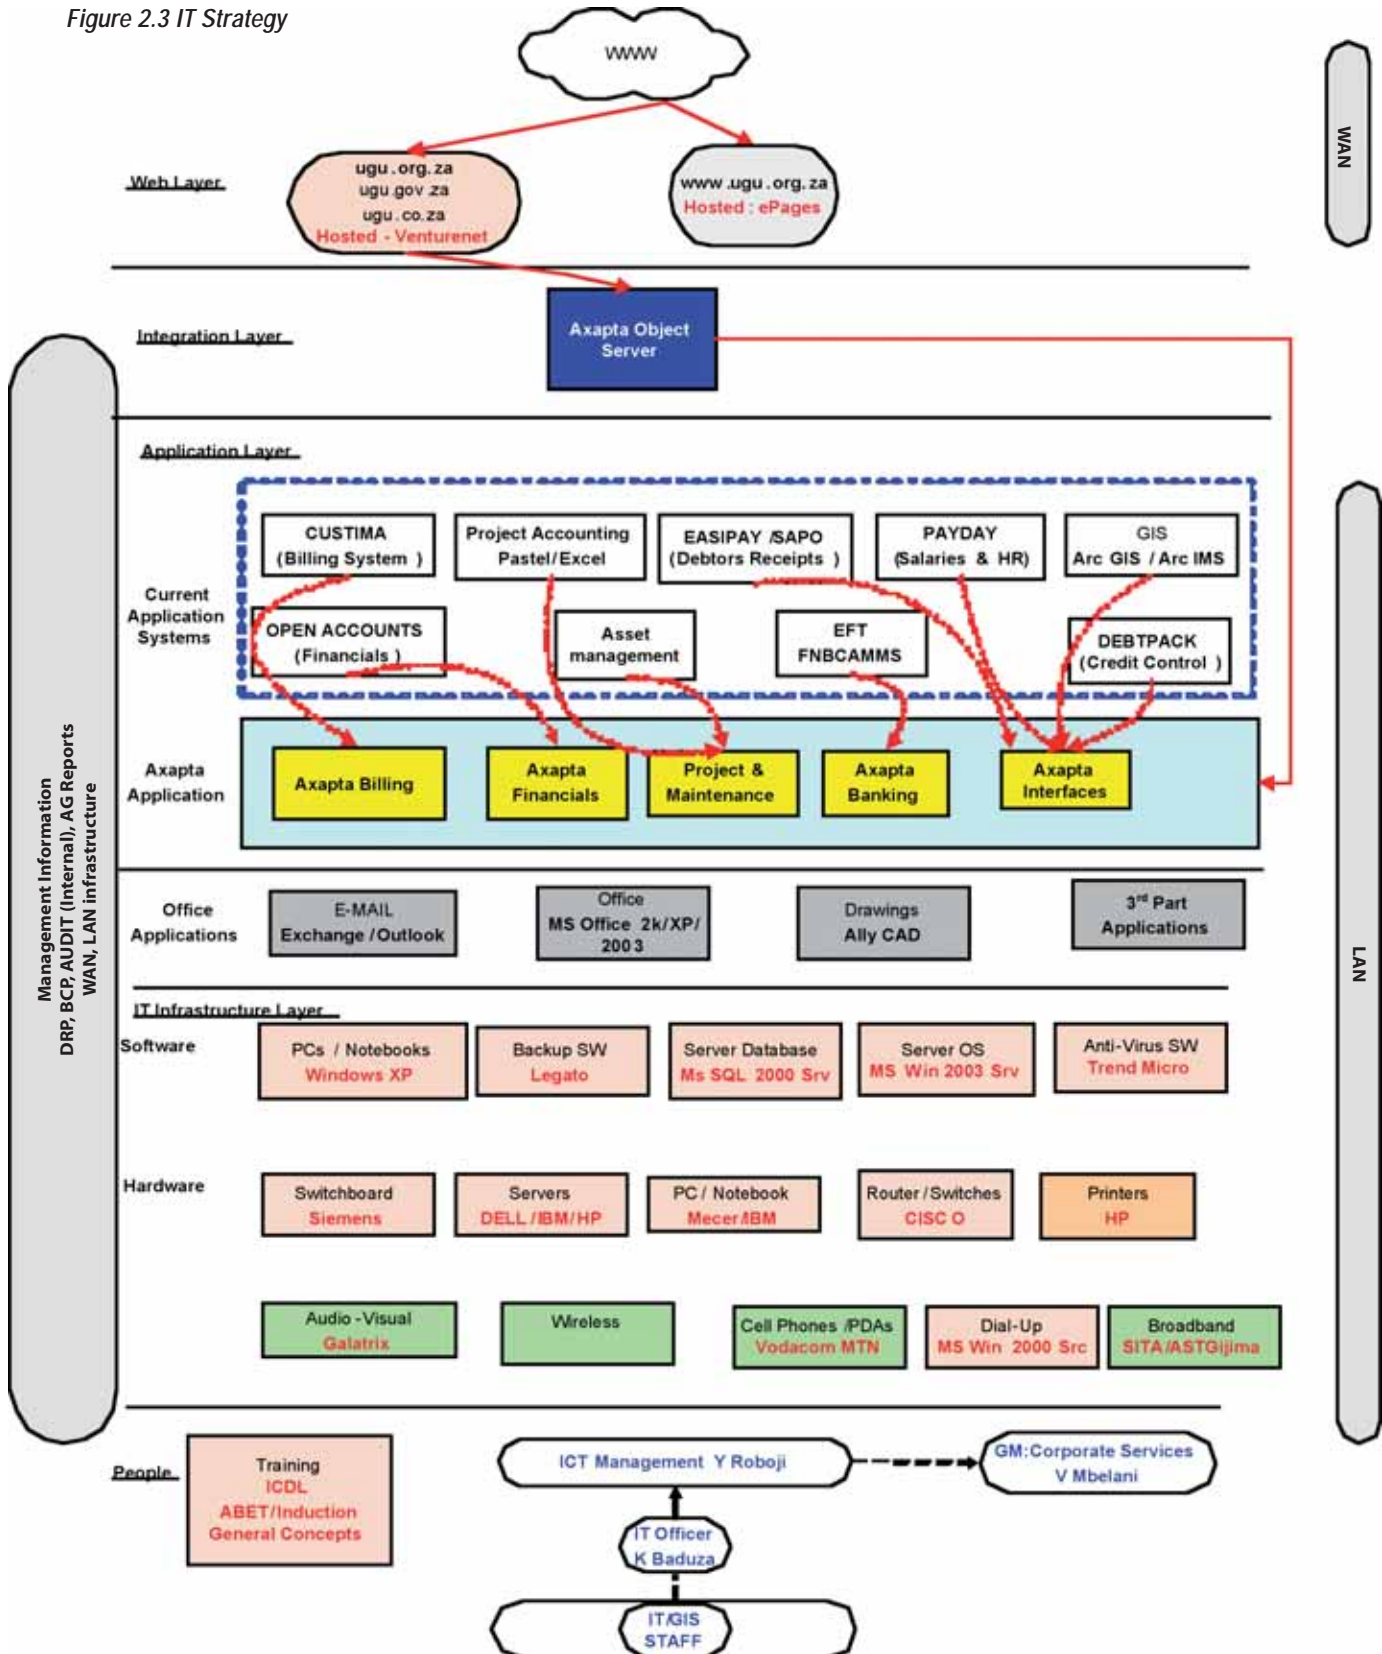 Figure 2.3 IT Strategy
WWW
WAN
Web Layer
ugu.org.za
ugu.gov.za
ugu.co.za
Hosted - Venturenet
www.ugu.org.za
Hosted : ePages
Integration Layer
Axapta Object
Server
Application Layer
Current
Application
Systems
CUSTIMA
(Billing System )
Project Accounting
Pastel/Excel
EASIPAY /SAPO
(Debtors Receipts )
PAYDAY
(Salaries & HR)
GIS
Arc GIS / Arc IMS
OPEN ACCOUNTS
(Financials )
Asset
management
EFT
FNBCAMMS
DEBTPACK
(Credit Control )
Axapta
Application
Axapta Billing
Axapta
Financials
Project &
Maintenance
Axapta
Banking
Axapta
Interfaces
Management Information
DRP, BCP, AUDIT (Internal), AG Reports
WAN, LAN infrastructure
LAN
Office
Applications
E-MAIL
Exchange /Outlook
Office
MS Office 2k/XP/
2003
Drawings
Ally CAD
3rd Part
Applications
IT Infrastructure Layer
Software
PCs / Notebooks
Windows XP
Backup SW
Legato
Server Database
Ms SQL 2000 Srv
Server OS
MS Win 2003 Srv
Anti-Virus SW
Trend Micro
Hardware
Switchboard
Siemens
Servers
DELL/IBM/HP
PC / Notebook
Mecer/IBM
Router/Switches
CISC O
Printers
HP
Audio -Visual
Galatrix
Wireless
Cell Phones /PDAs
Vodacom MTN
Dial-Up
MS Win 2000 Src
Broadband
SITA/ASTGijima
People
Training
ICDL
ABET/Induction
General Concepts
ICT Management Y Roboji
GM:Corporate Services
V Mbelani
IT Officer
K Baduza
IT/GIS
STAFF